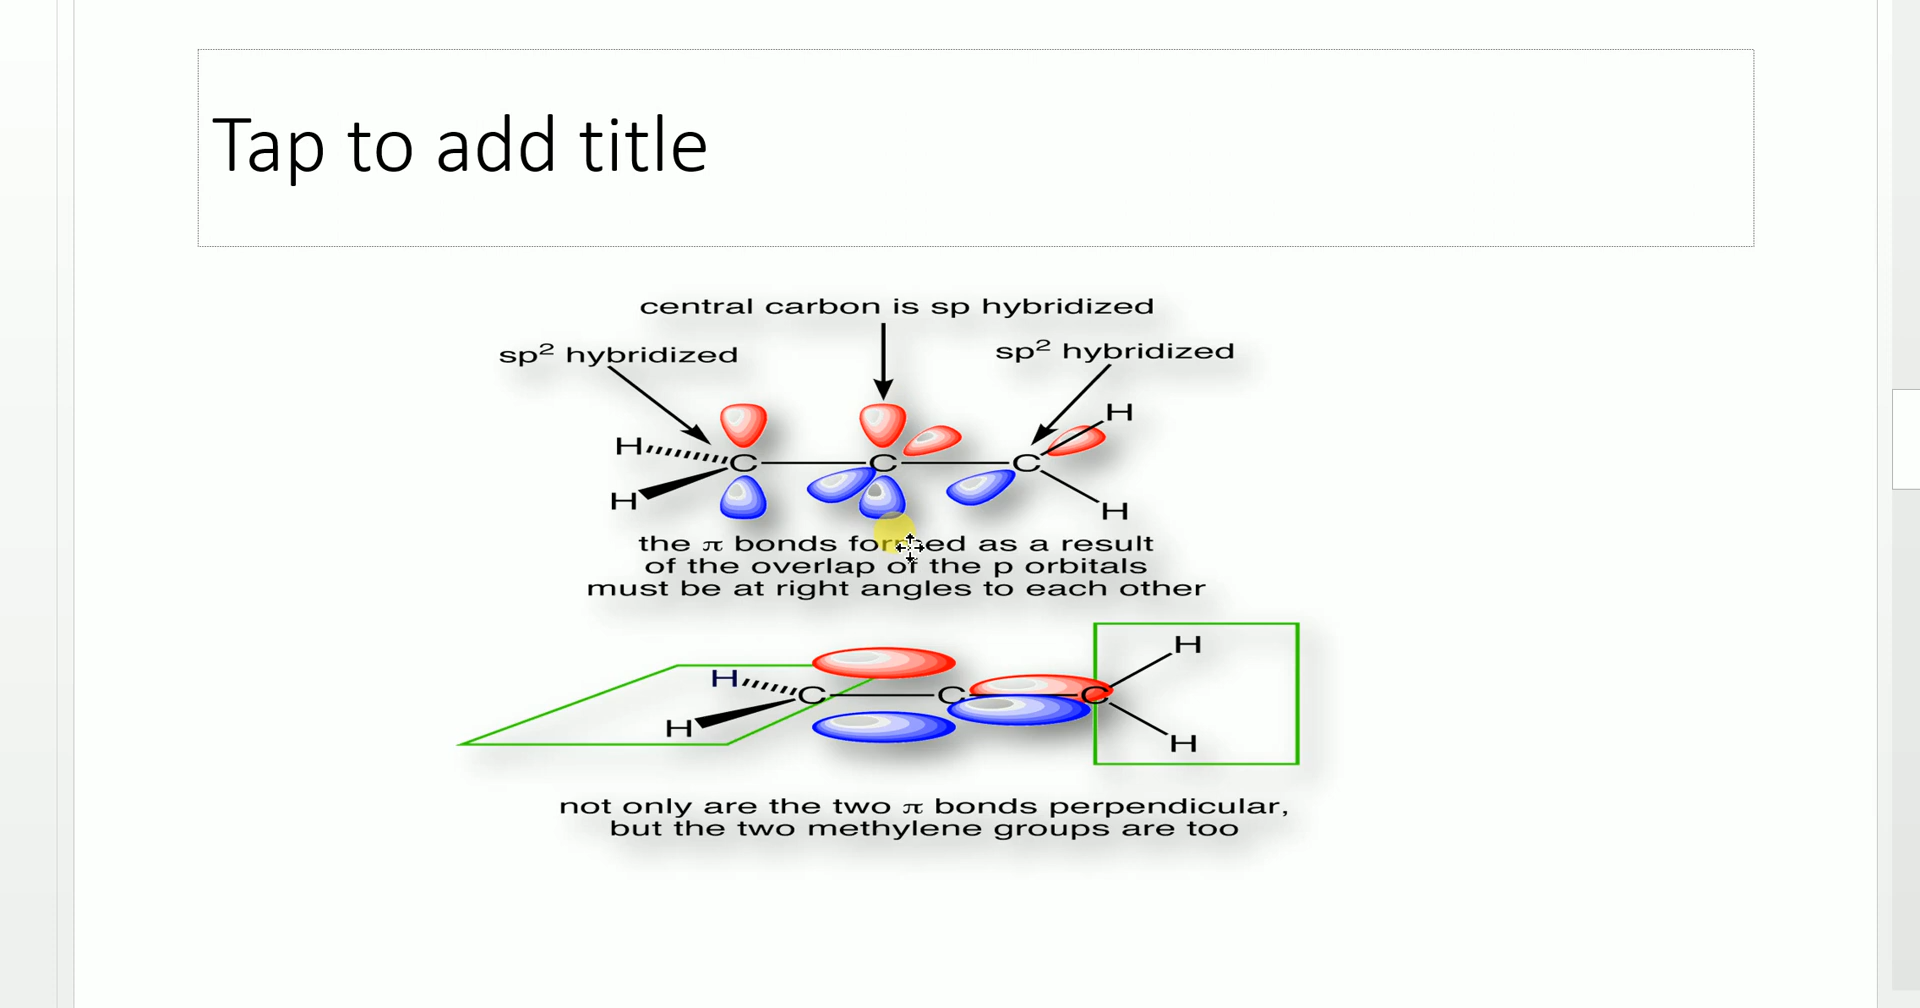 Tap to add title
central carbon is sp hybridized
sp² hybridized
sp² hybridized
H
H
C
C
C
H
H
the π bonds formed as a result
of the overlap of the p orbitals
must be at right angles to each other
H
H
C
C
C
H
H
not only are the two π bonds perpendicular,
but the two methylene groups are too